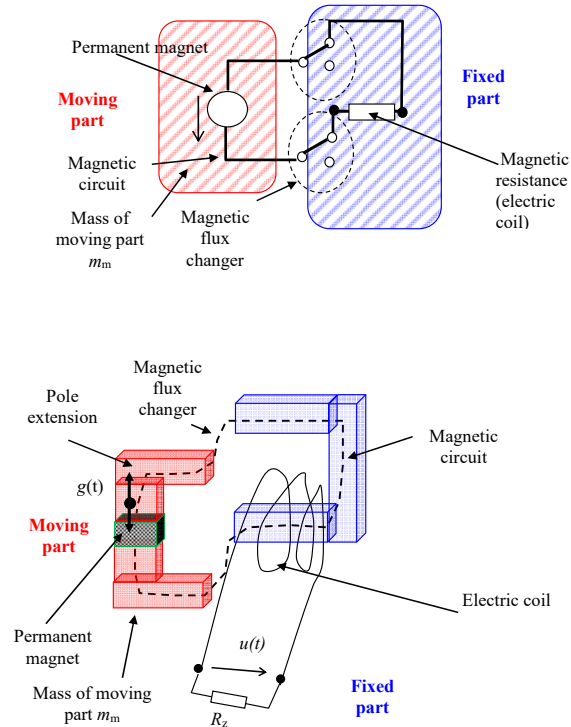 Permanent magnet
Moving
part
Fixed
part
Magnetic
circuit
Mass of
moving part
mm
Magnetic
flux
changer
Magnetic
resistance
(electric
coil)
Magnetic
flux
changer
Pole
extension
g(t)
Magnetic
circuit
Moving
part
Electric coil
Permanent
magnet
u(t)
Mass of moving
part mm
Fixed
part
Rz